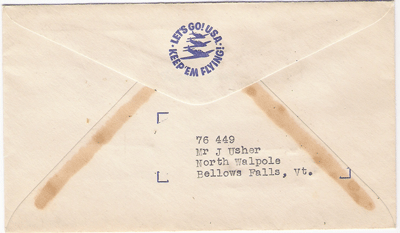 LET'S GO! U.S.A.
KEEP 'EM FLYING!
76 449
Mr J Usher
North Walpole
Bellows Falls, Vt.